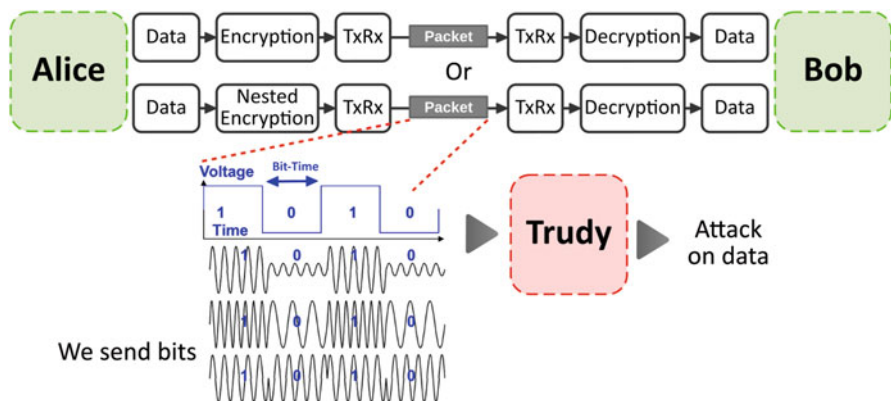 Alice
Data
Encryption
TxRx
Packet
TxRx
Decryption
Data
Bob
Or
Data
Nested
Encryption
TxRx
Packet
TxRx
Decryption
Data
Voltage
Bit-Time
1 0 1 0
Time
1 0 1 0
1 0 1 0
1 0 1 0
We send bits
Trudy
Attack
on data